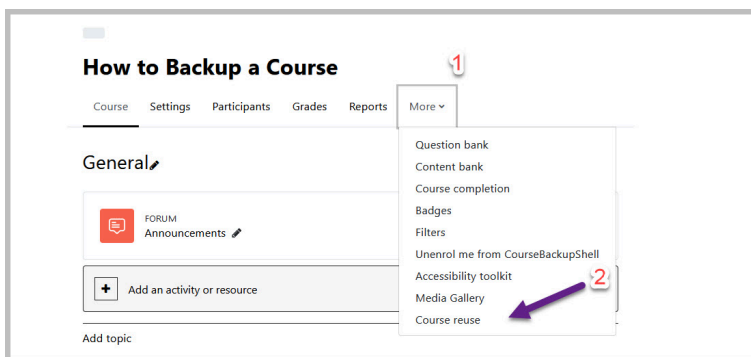 How to Backup a Course
1
Course Settings Participants Grades Reports More
General
FORUM
Announcements
Add an activity or resource
Add topic
Question bank
Content bank
Course completion
Badges
Filters
Unenrol me from CourseBackupShell
Accessibility toolkit
2
Media Gallery
Course reuse